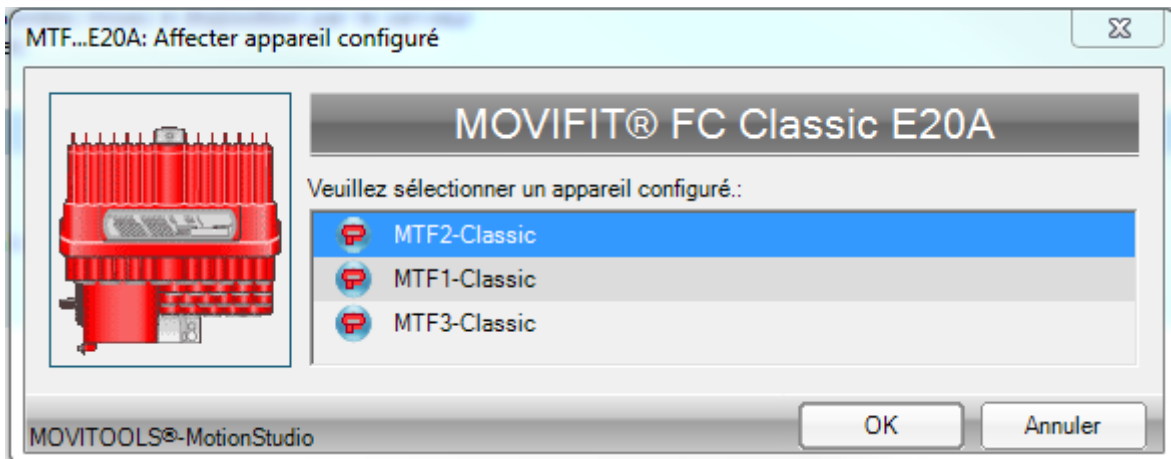 MTF...E20A: Affecter appareil configuré
MOVIFIT® FC Classic E20A
Veuillez sélectionner un appareil configuré.:
MTF2-Classic
MTF1-Classic
MTF3-Classic
MOVITOOLS®-MotionStudio
OK
Annuler